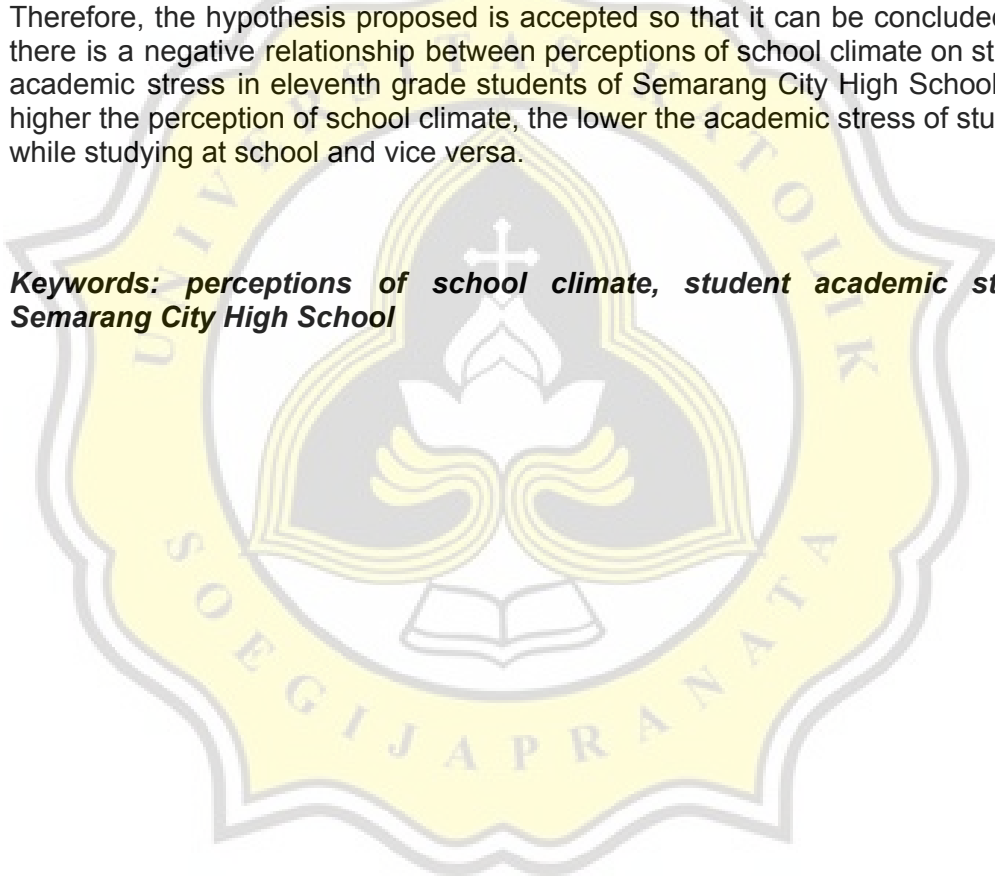 Therefore, the hypothesis proposed is accepted so that it can be concluded
there is a negative relationship between perceptions of school climate on
academic stress in eleventh grade students of Semarang City High School
higher the perception of school climate, the lower the academic stress of
while studying at school and vice versa.
Keywords: perceptions of school climate, student academic
Semarang City High School
UNIVERSITAS KATOLIK
SOEGIJAPRANATA